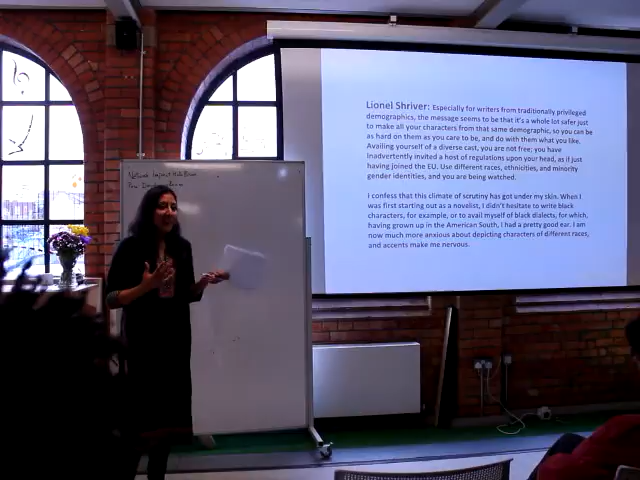 Lionel Shriver: Especially for writers from traditionally privileged
demographics, the message seems to be that it's a whole lot safer just
to make all your characters from that same demographic, so you can be
as hard on them as you care to be, and do with them what you like.
Availing yourself of a diverse cast, you are not free; you have
inadvertently invited a host of regulations upon your head, as if just
having joined the EU. Use different races, ethnicities, and minority
gender identities, and you are being watched.
I confess that this climate of scrutiny has got under my skin. When I
was first starting out as a novelist, I didn't hesitate to write black
characters, for example, or to avail myself of black dialects, for which,
having grown up in the American South, I had a pretty good ear. I am
now much more anxious about depicting characters of different races,
and accents make me nervous.